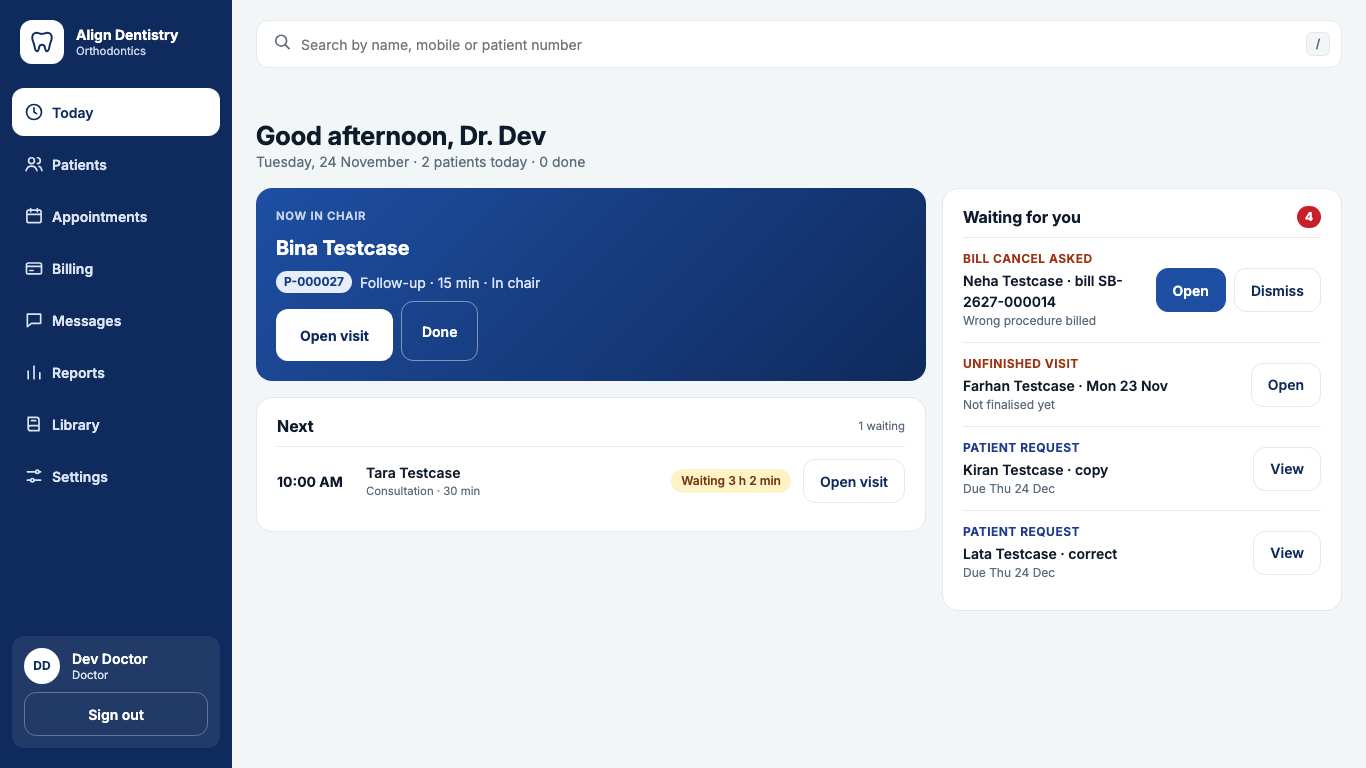 Align Dentistry
Orthodontics
Today
Patients
Appointments
Billing
Messages
Reports
Library
Settings
DD
Dev Doctor
Doctor
Sign out
Search by name, mobile or patient number
/
Good afternoon, Dr. Dev
Tuesday, 24 November · 2 patients today · 0 done
NOW IN CHAIR
Bina Testcase
P-000027 Follow-up · 15 min · In chair
Open visit
Done
Next
1 waiting
10:00 AM
Tara Testcase
Consultation · 30 min
Waiting 3 h 2 min
Open visit
Waiting for you
4
BILL CANCEL ASKED
Neha Testcase · bill SB-
2627-000014
Wrong procedure billed
Open
Dismiss
UNFINISHED VISIT
Farhan Testcase · Mon 23 Nov
Not finalised yet
Open
PATIENT REQUEST
Kiran Testcase · copy
Due Thu 24 Dec
View
PATIENT REQUEST
Lata Testcase · correct
Due Thu 24 Dec
View